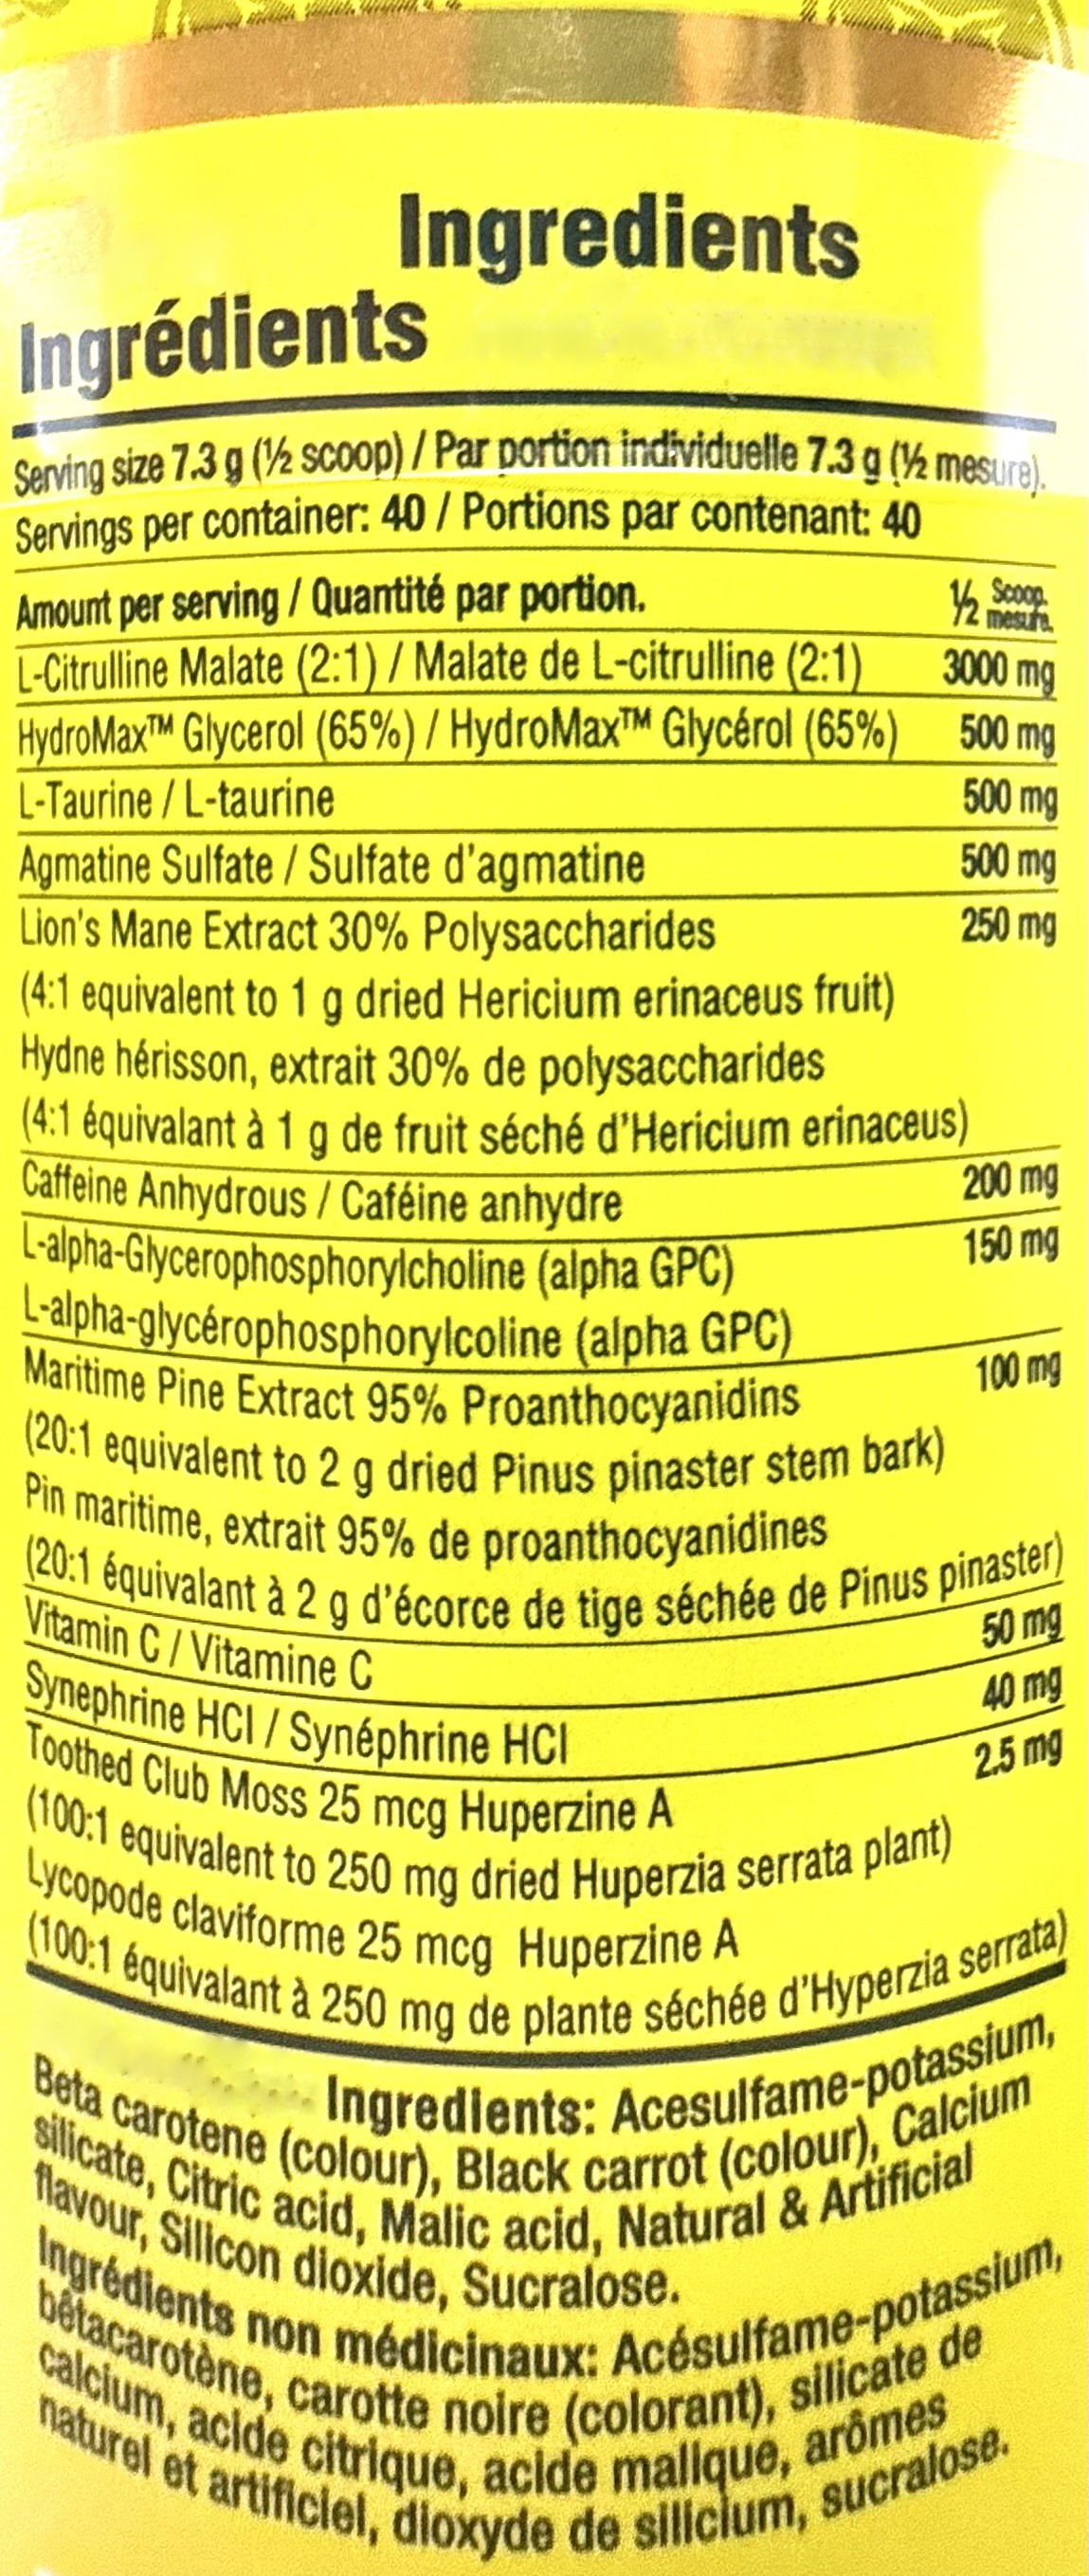 Ingredients
Ingrédients
Serving size 7.3 g (½ scoop) / Par portion individuelle 7.3 g (½ mesure).
Servings per container: 40 / Portions par contenant: 40
Amount per serving / Quantité par portion. ½ Scoop. mesure.
L-Citrulline Malate (2:1) / Malate de L-citrulline (2:1) 3000 mg
HydroMax™ Glycerol (65%) / HydroMax™ Glycérol (65%) 500 mg
L-Taurine / L-taurine 500 mg
Agmatine Sulfate / Sulfate d'agmatine 500 mg
Lion's Mane Extract 30% Polysaccharides 250 mg
(4:1 equivalent to 1 g dried Hericium erinaceus fruit)
Hydne hérisson, extrait 30% de polysaccharides
(4:1 équivalant à 1 g de fruit séché d'Hericium erinaceus)
Caffeine Anhydrous / Caféine anhydre 200 mg
L-alpha-Glycerophosphorylcholine (alpha GPC) 150 mg
L-alpha-glycérophosphorylcoline (alpha GPC)
Maritime Pine Extract 95% Proanthocyanidins 100 mg
(20:1 equivalent to 2 g dried Pinus pinaster stem bark)
Pin maritime, extrait 95% de proanthocyanidines
(20:1 équivalant à 2 g d'écorce de tige séchée de Pinus pinaster)
Vitamin C / Vitamine C 50 mg
Synephrine HCl / Synéphrine HCl 40 mg
Toothed Club Moss 25 mcg Huperzine A 2.5 mg
(100:1 equivalent to 250 mg dried Huperzia serrata plant)
Lycopode claviforme 25 mcg Huperzine A
(100:1 équivalant à 250 mg de plante séchée d'Hyperzia serrata)
Ingredients: Acesulfame-potassium,
Beta carotene (colour), Black carrot (colour), Calcium
silicate, Citric acid, Malic acid, Natural & Artificial
flavour, Silicon dioxide, Sucralose.
Ingrédients non médicinaux: Acésulfame-potassium,
bêtacarotène, carotte noire (colorant), silicate de
calcium, acide citrique, acide malique, arômes
naturel et artificiel, dioxyde de silicium, sucralose.